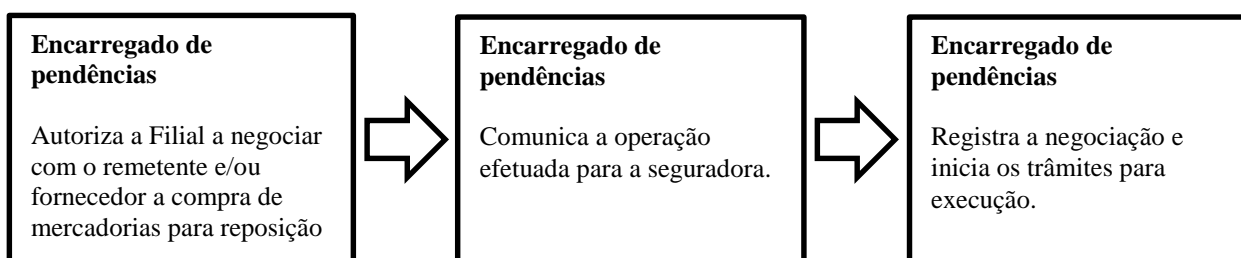 Encarregado de
pendências
Autoriza a Filial a negociar
com o remetente e/ou
fornecedor a compra de
mercadorias para reposição
Encarregado de
pendências
Comunica a operação
efetuada para a seguradora.
Encarregado de
pendências
Registra a negociação e
inicia os trâmites para
execução.